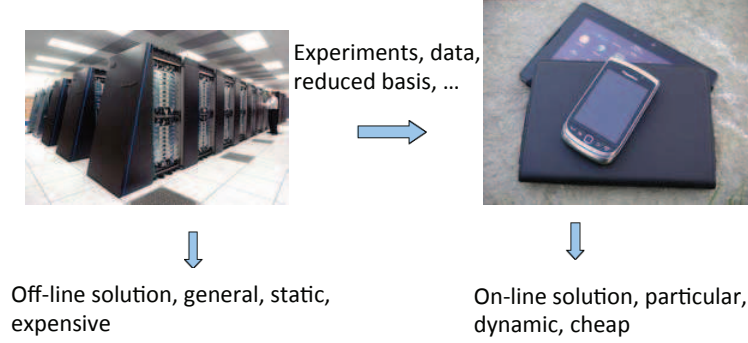 Experiments, data,
reduced basis, ...
Off-line solution, general, static,
expensive
On-line solution, particular,
dynamic, cheap